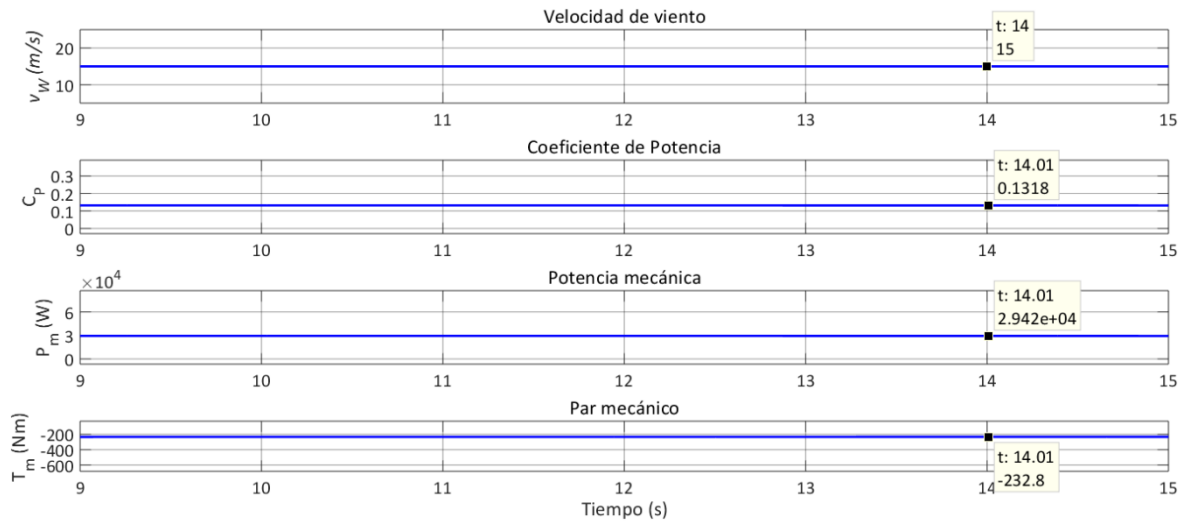 Velocidad de viento
v_W (m/s)
20
10
t: 14
15
9 10 11 12 13 14 15
Coeficiente de Potencia
C_P
0.3
0.2
0.1
0
t: 14.01
0.1318
9 10 11 12 13 14 15
×10^4
Potencia mecánica
P_m (W)
6
3
0
t: 14.01
2.942e+04
9 10 11 12 13 14 15
Par mecánico
T_m (Nm)
-200
-400
-600
t: 14.01
-232.8
9 10 11 12 13 14 15
Tiempo (s)